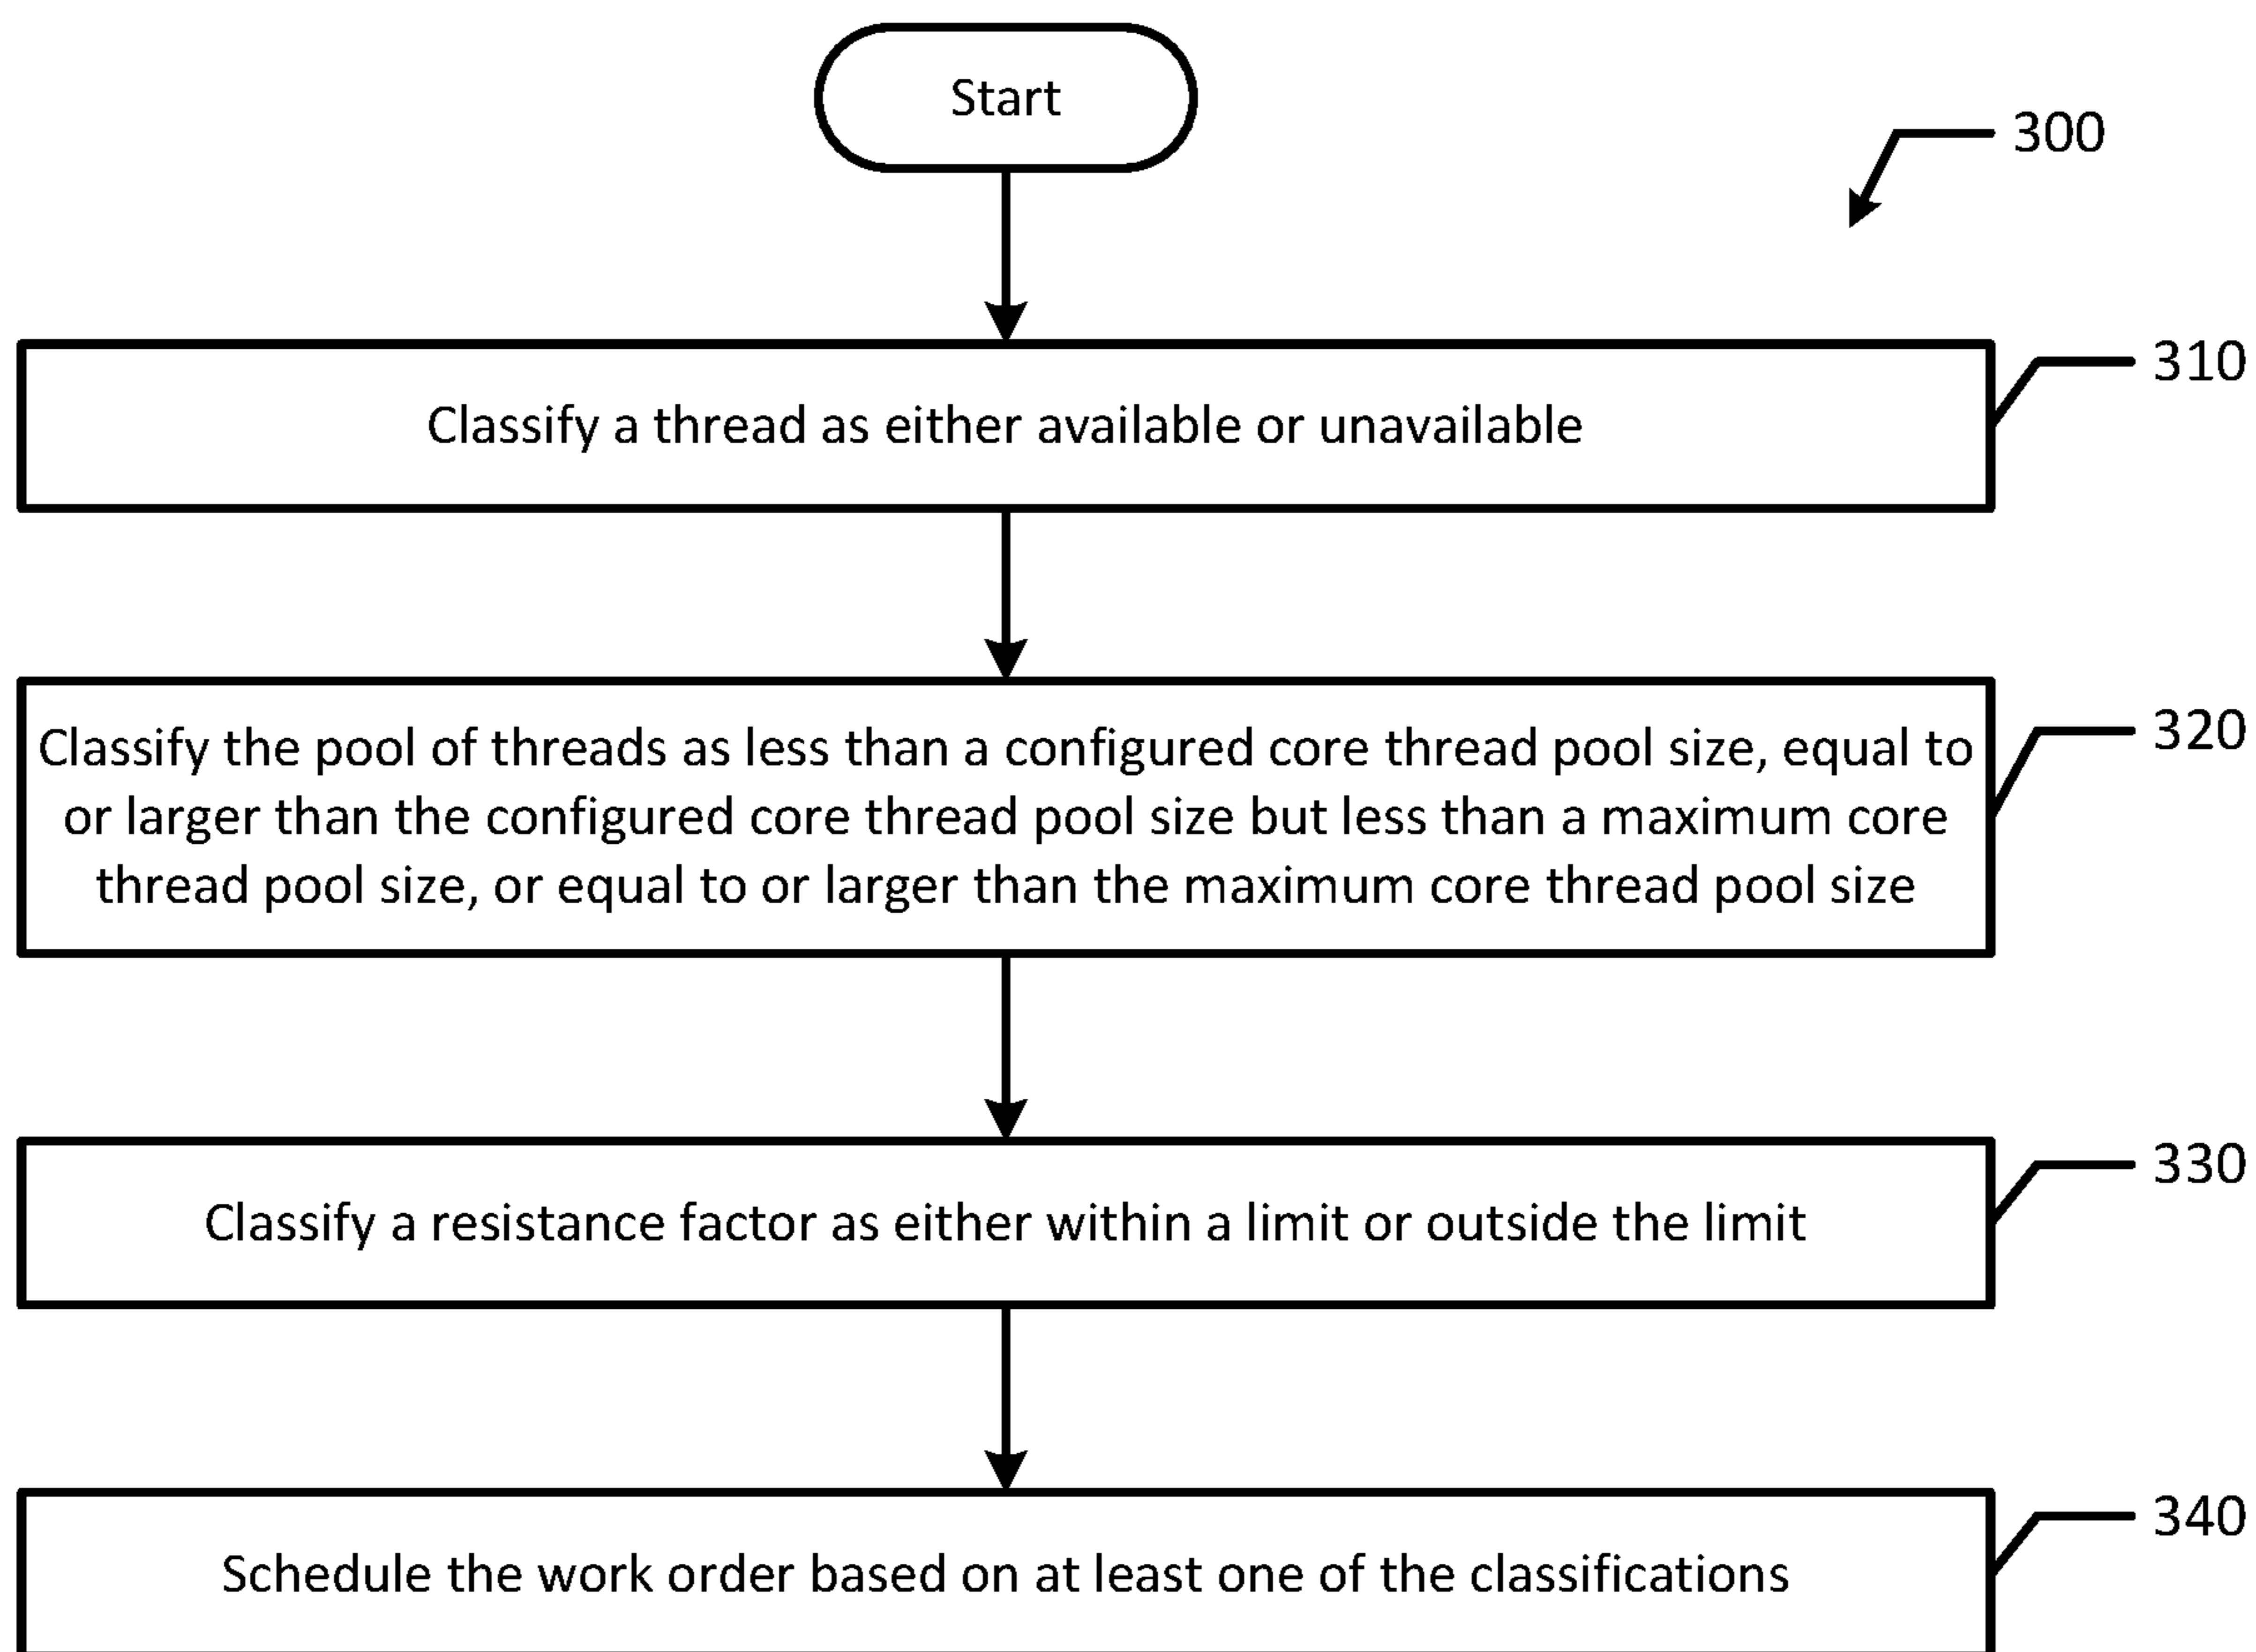 Start
300
310
Classify a thread as either available or unavailable
320
Classify the pool of threads as less than a configured core thread pool size, equal to
or larger than the configured core thread pool size but less than a maximum core
thread pool size, or equal to or larger than the maximum core thread pool size
330
Classify a resistance factor as either within a limit or outside the limit
340
Schedule the work order based on at least one of the classifications